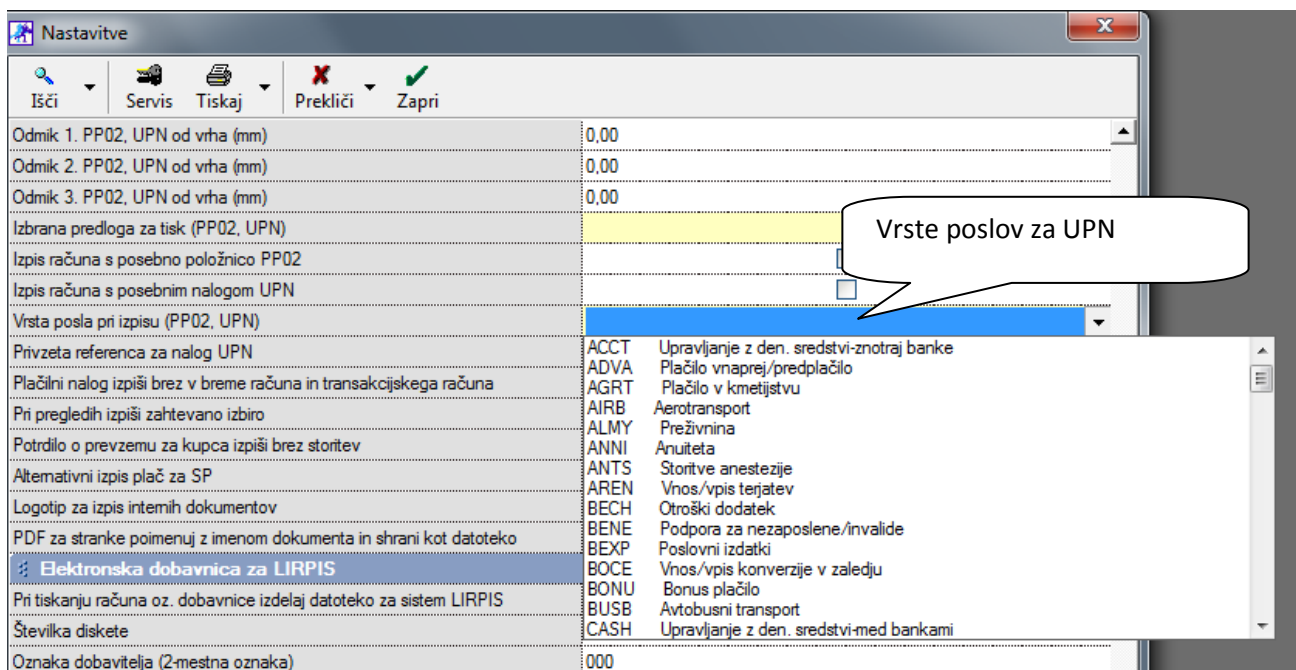 Nastavitve
Išči Servis Tiskaj Prekliči Zapri
Odmik 1. PP02, UPN od vrha (mm) 0,00
Odmik 2. PP02, UPN od vrha (mm) 0,00
Odmik 3. PP02, UPN od vrha (mm) 0,00
Izbrana predloga za tisk (PP02, UPN)
Vrste poslov za UPN
Izpis računa s posebno položnico PP02
Izpis računa s posebnim nalogom UPN
Vrsta posla pri izpisu (PP02, UPN)
Privzeta referenca za nalog UPN
Plačilni nalog izpiši brez v breme računa in transakcijskega računa
Pri pregledih izpiši zahtevano izbiro
Potrdilo o prevzemu za kupca izpiši brez storitev
Alternativni izpis plač za SP
Logotip za izpis internih dokumentov
PDF za stranke poimenuj z imenom dokumenta in shrani kot datoteko
Elektronska dobavnica za LIRPIS
Pri tiskanju računa oz. dobavnice izdelaj datoteko za sistem LIRPIS
Številka diskete
Oznaka dobavitelja (2-mestna oznaka) 000
ACCT Upravljanje z den. sredstvi-znotraj banke
ADVA Plačilo vnaprej/predplačilo
AGRT Plačilo v kmetijstvu
AIRB Aerotransport
ALMY Preživnina
ANNI Anuiteta
ANTS Storitve anestezije
AREN Vnos/vpis terjatev
BECH Otroški dodatek
BENE Podpora za nezaposlene/invalide
BEXP Poslovni izdatki
BOCE Vnos/vpis konverzije v zaledju
BONU Bonus plačilo
BUSB Avtobusni transport
CASH Upravljanje z den. sredstvi-med bankami